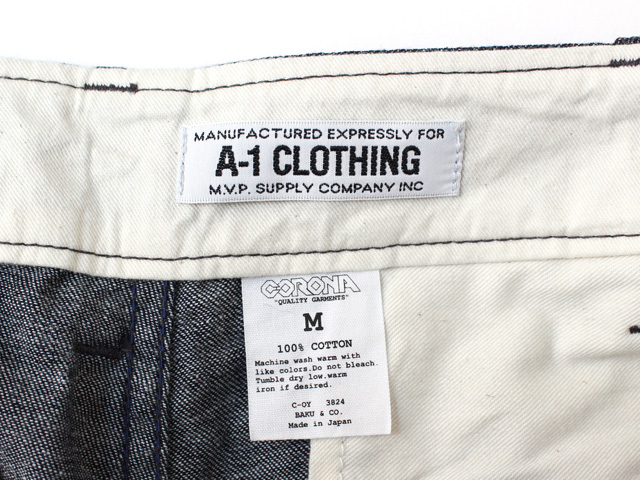 MANUFACTURED EXPRESSLY FOR
A-1 CLOTHING
M.V.P. SUPPLY COMPANY INC
CORONA
"QUALITY GARMENTS"
M
100% COTTON
Machine wash warm with
like colors.Do not bleach.
Tumble dry low.warm
iron if desired.
C-OY 3824
BAKU & CO.
Made in Japan